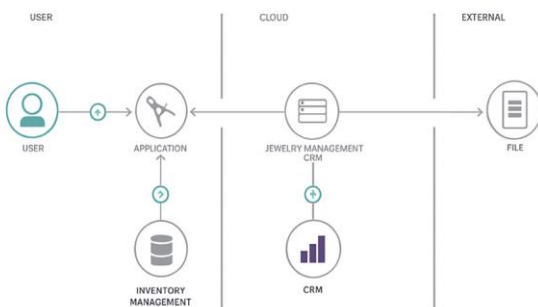 USER
CLOUD
EXTERNAL
USER
APPLICATION
JEWELRY MANAGEMENT
CRM
FILE
INVENTORY
MANAGEMENT
CRM